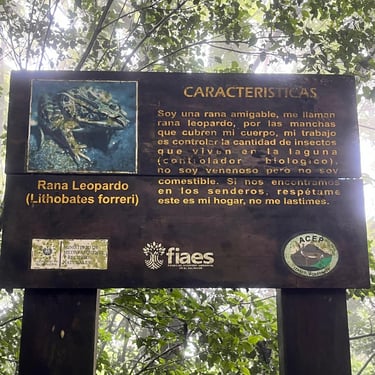 CARACTERISTICAS
Soy una rana amigable, me llaman
rana leopardo, por las manchas
que cubren mi cuerpo, mi trabajo
es controlar la cantidad de insectos
que viven en la laguna
(controlador biologico),
no soy venenoso pero no soy
comestible. Si nos encontramos
en los senderos, respétame
este es mi hogar, no me lastimes.
Rana Leopardo
(Lithobates forreri)
MINISTERIO DE
fiaes
ACEP